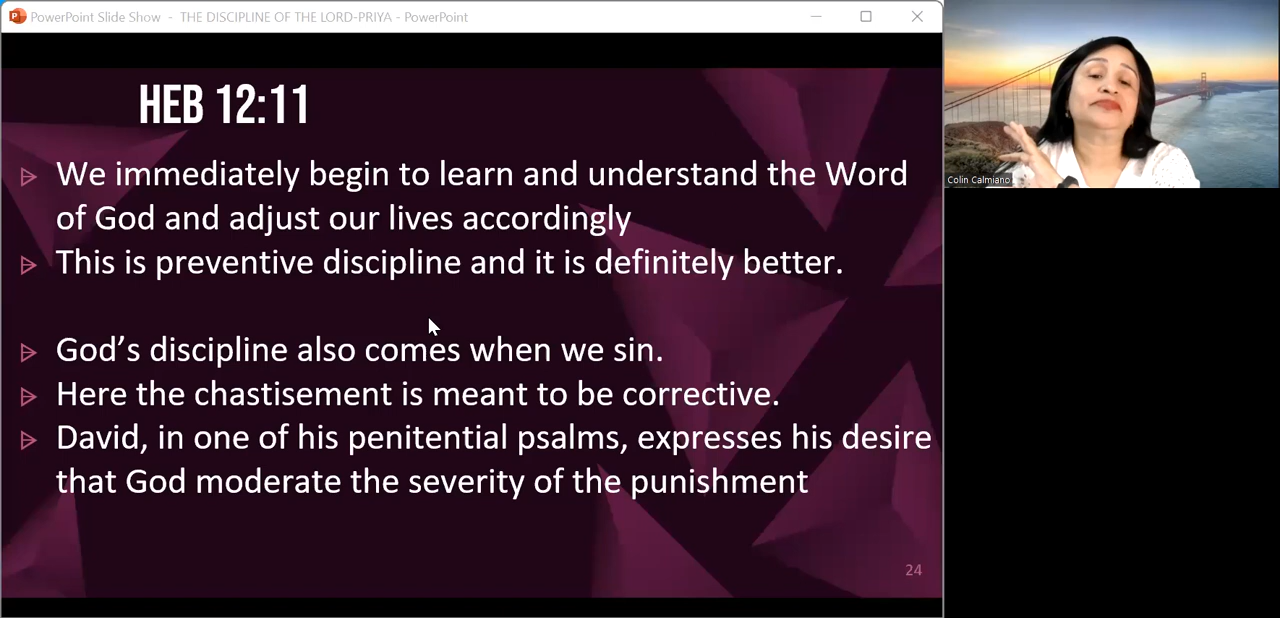 PowerPoint Slide Show - THE DISCIPLINE OF THE LORD-PRIYA - PowerPoint
HEB 12:11
We immediately begin to learn and understand the Word
of God and adjust our lives accordingly
This is preventive discipline and it is definitely better.
God's discipline also comes when we sin.
Here the chastisement is meant to be corrective.
David, in one of his penitential psalms, expresses his desire
that God moderate the severity of the punishment
24
Colin Calmiano